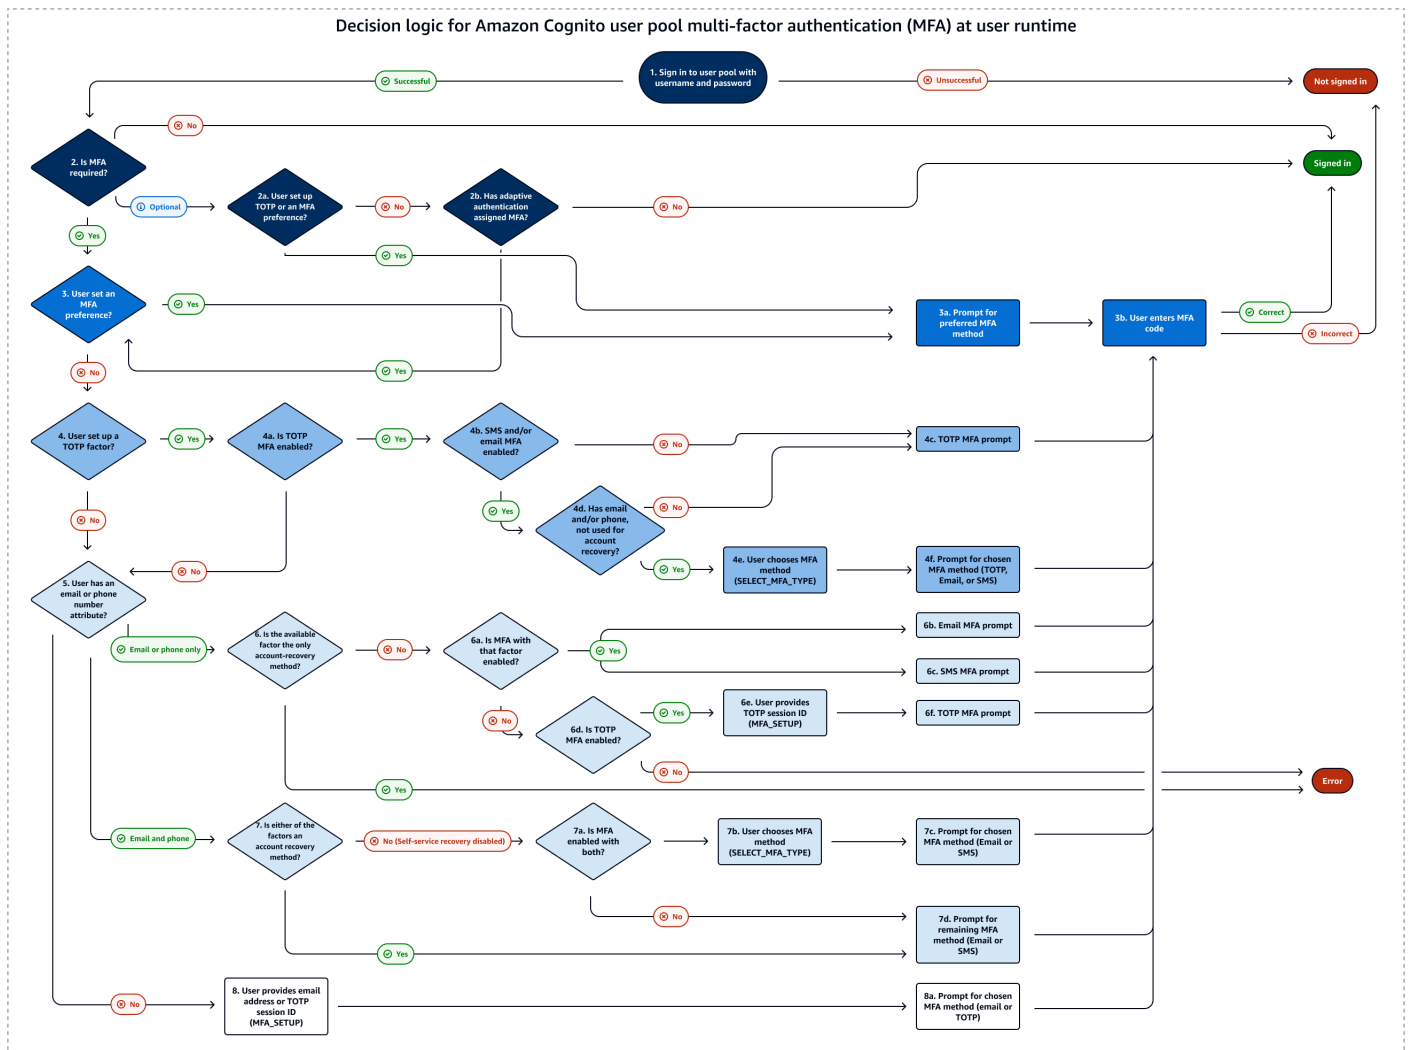 Decision logic for Amazon Cognito user pool multi-factor authentication (MFA) at user runtime
1. Sign in to user pool with
username and password
Successful
Unsuccessful
Not signed in
No
2. Is MFA
required?
Signed in
Optional
2a. User set up
TOTP or an MFA
preference?
No
2b. Has adaptive
authentication
assigned MFA?
No
Yes
Yes
3. User set an
MFA
preference?
Yes
3a. Prompt for
preferred MFA
method
3b. User enters MFA
code
Correct
Incorrect
No
Yes
4. User set up a
TOTP factor?
Yes
4a. Is TOTP
MFA enabled?
Yes
4b. SMS and/or
email MFA
enabled?
No
4c. TOTP MFA prompt
No
Yes
4d. Has email
and/or phone,
not used for
account
recovery?
No
Yes
4e. User chooses MFA
method
(SELECT_MFA_TYPE)
4f. Prompt for chosen
MFA method (TOTP,
Email, or SMS)
No
5. User has an
email or phone
number
attribute?
Email or phone only
6. Is the available
factor the only
account-recovery
method?
No
6a. Is MFA with
that factor
enabled?
Yes
6b. Email MFA prompt
6c. SMS MFA prompt
No
6d. Is TOTP
MFA enabled?
Yes
6e. User provides
TOTP session ID
(MFA_SETUP)
6f. TOTP MFA prompt
No
Yes
Error
Email and phone
7. Is either of the
factors an
account recovery
method?
No (Self-service recovery disabled)
7a. Is MFA
enabled with
both?
7b. User chooses MFA
method
(SELECT_MFA_TYPE)
7c. Prompt for chosen
MFA method (Email or
SMS)
No
Yes
7d. Prompt for
remaining MFA
method (Email or
SMS)
No
8. User provides email
address or TOTP
session ID
(MFA_SETUP)
8a. Prompt for chosen
MFA method (email or
TOTP)